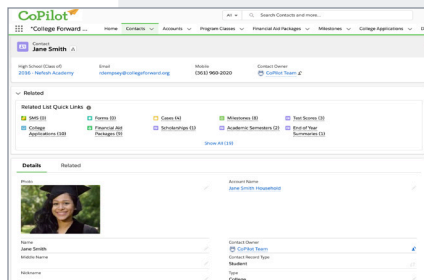 CoPilot
All
Search Contacts and more...
"College Forward ... Home Contacts Accounts Program Classes Financial Aid Packages Milestones College Applications
Contact
Jane Smith
High School (Class of) Email Mobile Contact Owner
2016 - Nefesh Academy rdempsey@collegeforward.org (361) 960-2020 CoPilot Team
Related
Related List Quick Links
SMS (0) Forms (0) Cases (4) Milestones (8) Test Scores (3)
College Applications (10) Financial Aid Packages (5) Scholarships (1) Academic Semesters (2) End of Year Summaries (1)
Show All (19)
Details Related
Photo Account Name
Jane Smith Household
Name Contact Owner
Jane Smith CoPilot Team
Middle Name Contact Record Type
Student
Nickname Type
College